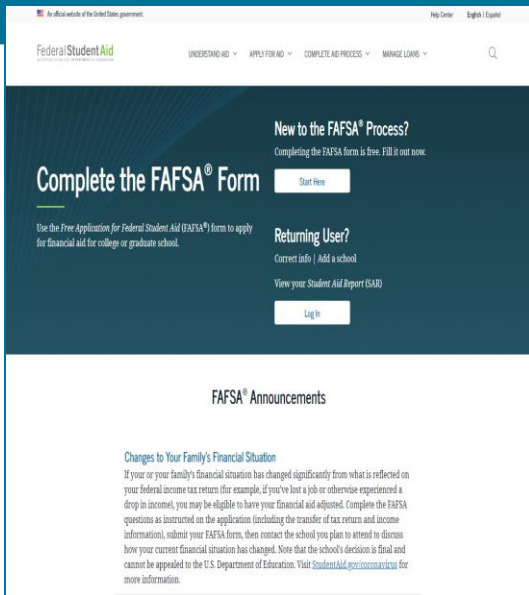 An official website of the United States government.
Help Center English | Español
Federal Student Aid
UNDERSTAND AID APPLY FOR AID COMPLETE AID PROCESS MANAGE LOANS
New to the FAFSA® Process?
Completing the FAFSA form is free. Fill it out now.
Start Here
Complete the FAFSA® Form
Use the Free Application for Federal Student Aid (FAFSA®) form to apply
for financial aid for college or graduate school.
Returning User?
Correct info | Add a school
View your Student Aid Report (SAR)
Log In
FAFSA® Announcements
Changes to Your Family's Financial Situation
If your or your family's financial situation has changed significantly from what is reflected on
your federal income tax return (for example, if you've lost a job or otherwise experienced a
drop in income), you may be eligible to have your financial aid adjusted. Complete the FAFSA
questions as instructed on the application (including the transfer of tax return and income
information), submit your FAFSA form, then contact the school you plan to attend to discuss
how your current financial situation has changed. Note that the school's decision is final and
cannot be appealed to the U.S. Department of Education. Visit StudentAid.gov/coronavirus for
more information.